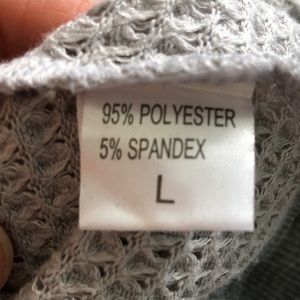 95% POLYESTER
5% SPANDEX
L